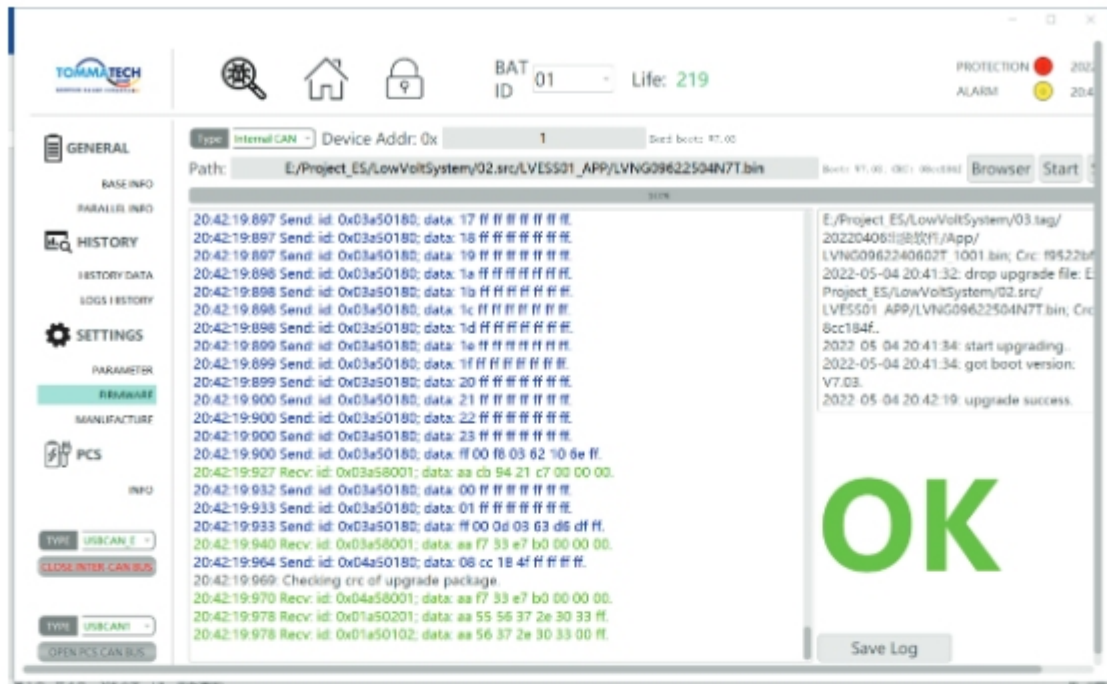 TOMMATECH
BAT
ID
01
Life: 219
PROTECTION
2022
ALARM
20:4
GENERAL
BASE INFO
PARALLEL INFO
HISTORY
HISTORY DATA
LOGS HISTORY
SETTINGS
PARAMETER
FIRMWARE
MANUFACTURE
PCS
INFO
TYPE USBCAN_E
CLOSE INTER-CAN BUS
TYPE USBCAN1
OPEN PCS CAN BUS
Type Internal CAN Device Addr: 0x 1
Path: E:/Project_ES/LowVoltSystem/02.src/LVESS01_APP/LVNG09622504N7T.bin Browser Start
20:42:19:897 Send: id: 0x03a50180; data: 17 ff ff ff ff ff ff ff.
20:42:19:897 Send: id: 0x03a50180; data: 18 ff ff ff ff ff ff ff.
20:42:19:897 Send: id: 0x03a50180; data: 19 ff ff ff ff ff ff ff.
20:42:19:898 Send: id: 0x03a50180; data: 1a ff ff ff ff ff ff ff.
20:42:19:898 Send: id: 0x03a50180; data: 1b ff ff ff ff ff ff ff.
20:42:19:898 Send: id: 0x03a50180; data: 1c ff ff ff ff ff ff ff.
20:42:19:898 Send: id: 0x03a50180; data: 1d ff ff ff ff ff ff ff.
20:42:19:899 Send: id: 0x03a50180; data: 1e ff ff ff ff ff ff ff.
20:42:19:899 Send: id: 0x03a50180; data: 1f ff ff ff ff ff ff ff.
20:42:19:899 Send: id: 0x03a50180; data: 20 ff ff ff ff ff ff ff.
20:42:19:900 Send: id: 0x03a50180; data: 21 ff ff ff ff ff ff ff.
20:42:19:900 Send: id: 0x03a50180; data: 22 ff ff ff ff ff ff ff.
20:42:19:900 Send: id: 0x03a50180; data: 23 ff ff ff ff ff ff ff.
20:42:19:900 Send: id: 0x03a50180; data: ff 00 f8 03 62 10 6e ff.
20:42:19:927 Recv: id: 0x03a58001; data: aa cb 94 21 c7 00 00 00.
20:42:19:932 Send: id: 0x03a50180; data: 00 ff ff ff ff ff ff ff.
20:42:19:933 Send: id: 0x03a50180; data: 01 ff ff ff ff ff ff ff.
20:42:19:933 Send: id: 0x03a50180; data: ff 00 0d 03 63 d6 df ff.
20:42:19:940 Recv: id: 0x03a58001; data: aa f7 33 e7 b0 00 00 00.
20:42:19:964 Send: id: 0x04a50180; data: 08 cc 18 4f ff ff ff ff.
20:42:19:969: Checking crc of upgrade package.
20:42:19:970 Recv: id: 0x04a58001; data: aa f7 33 e7 b0 00 00 00.
20:42:19:978 Recv: id: 0x01a50201; data: aa 55 56 37 2e 30 33 ff.
20:42:19:978 Recv: id: 0x01a50102; data: aa 56 37 2e 30 33 00 ff.
E:/Project_ES/LowVoltSystem/03.tag/
20220406出货软件/App/
LVNG0962240602T_1001.bin; Crc: f9522bf
2022-05-04 20:41:32: drop upgrade file: E:
Project_ES/LowVoltSystem/02.src/
LVESS01_APP/LVNG09622504N7T.bin; Crc
8cc184f..
2022-05-04 20:41:34: start upgrading..
2022-05-04 20:41:34: got boot version:
V7.03.
2022-05-04 20:42:19: upgrade success.
OK
Save Log